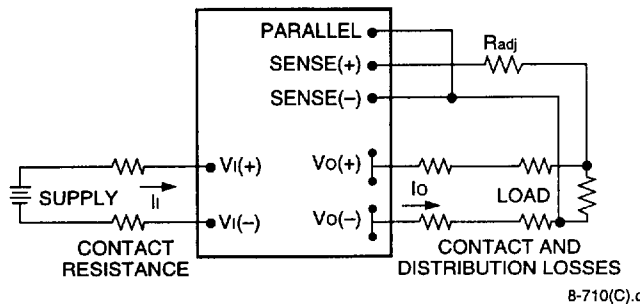 PARALLEL
SENSE(+)
SENSE(–)
Radj
VI(+)
VO(+)
SUPPLY
II
IO
LOAD
VI(–)
VO(–)
CONTACT
RESISTANCE
CONTACT AND
DISTRIBUTION LOSSES